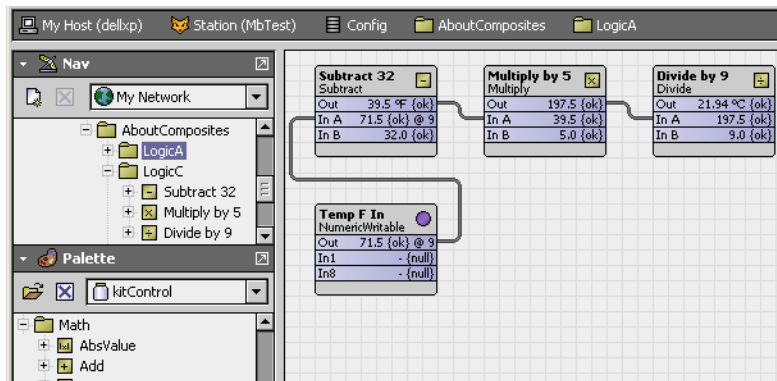 My Host (dellxp) Station (MbTest) Config AboutComposites LogicA
Nav
My Network
AboutComposites
LogicA
LogicC
Subtract 32
Multiply by 5
Divide by 9
Palette
kitControl
Math
AbsValue
Add
Subtract 32
Subtract
Out 39.5 ºF {ok}
In A 71.5 {ok} @ 9
In B 32.0 {ok}
Multiply by 5
Multiply
Out 197.5 {ok}
In A 39.5 {ok}
In B 5.0 {ok}
Divide by 9
Divide
Out 21.94 ºC {ok}
In A 197.5 {ok}
In B 9.0 {ok}
Temp F In
NumericWritable
Out 71.5 {ok} @ 9
In1 - {null}
In8 - {null}